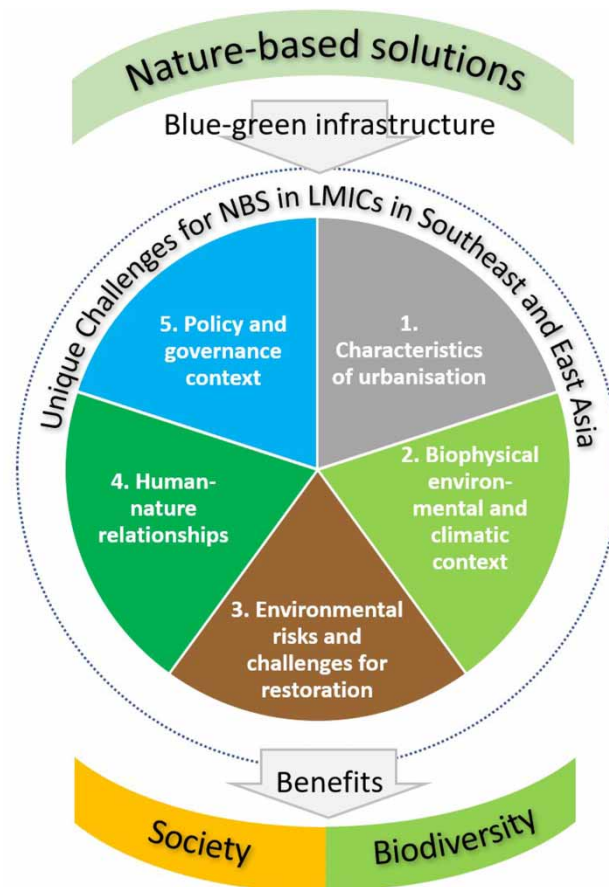 Nature-based solutions
Blue-green infrastructure
Unique Challenges for NBS in LMICs in Southeast and East Asia
5. Policy and
governance
context
1.
Characteristics
of urbanisation
4. Human-
nature
relationships
2. Biophysical
environ-
mental and
climatic
context
3. Environmental
risks and
challenges for
restoration
Benefits
Society
Biodiversity